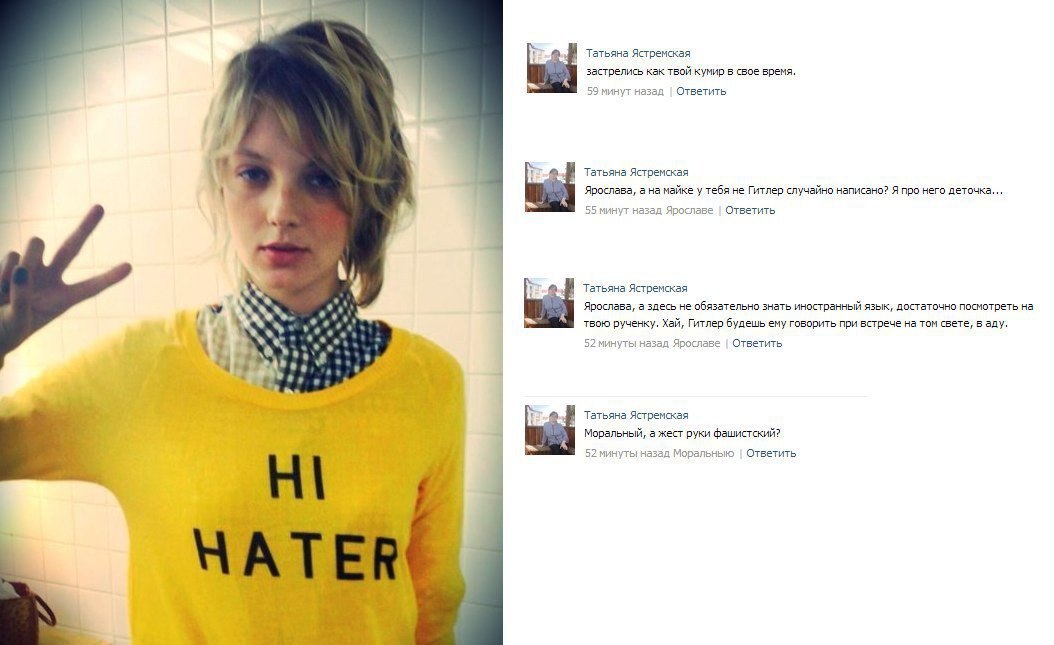 HI
HATER
Татьяна Ястремская
застрелись как твой кумир в свое время.
59 минут назад | Ответить
Татьяна Ястремская
Ярослава, а на майке у тебя не Гитлер случайно написано? Я про него деточка...
55 минут назад Ярославе | Ответить
Татьяна Ястремская
Ярослава, а здесь не обязательно знать иностранный язык, достаточно посмотреть на
твою рученку. Хай, Гитлер будешь ему говорить при встрече на том свете, в аду.
52 минуты назад Ярославе | Ответить
Татьяна Ястремская
Моральный, а жест руки фашистский?
52 минуты назад Моральныю | Ответить